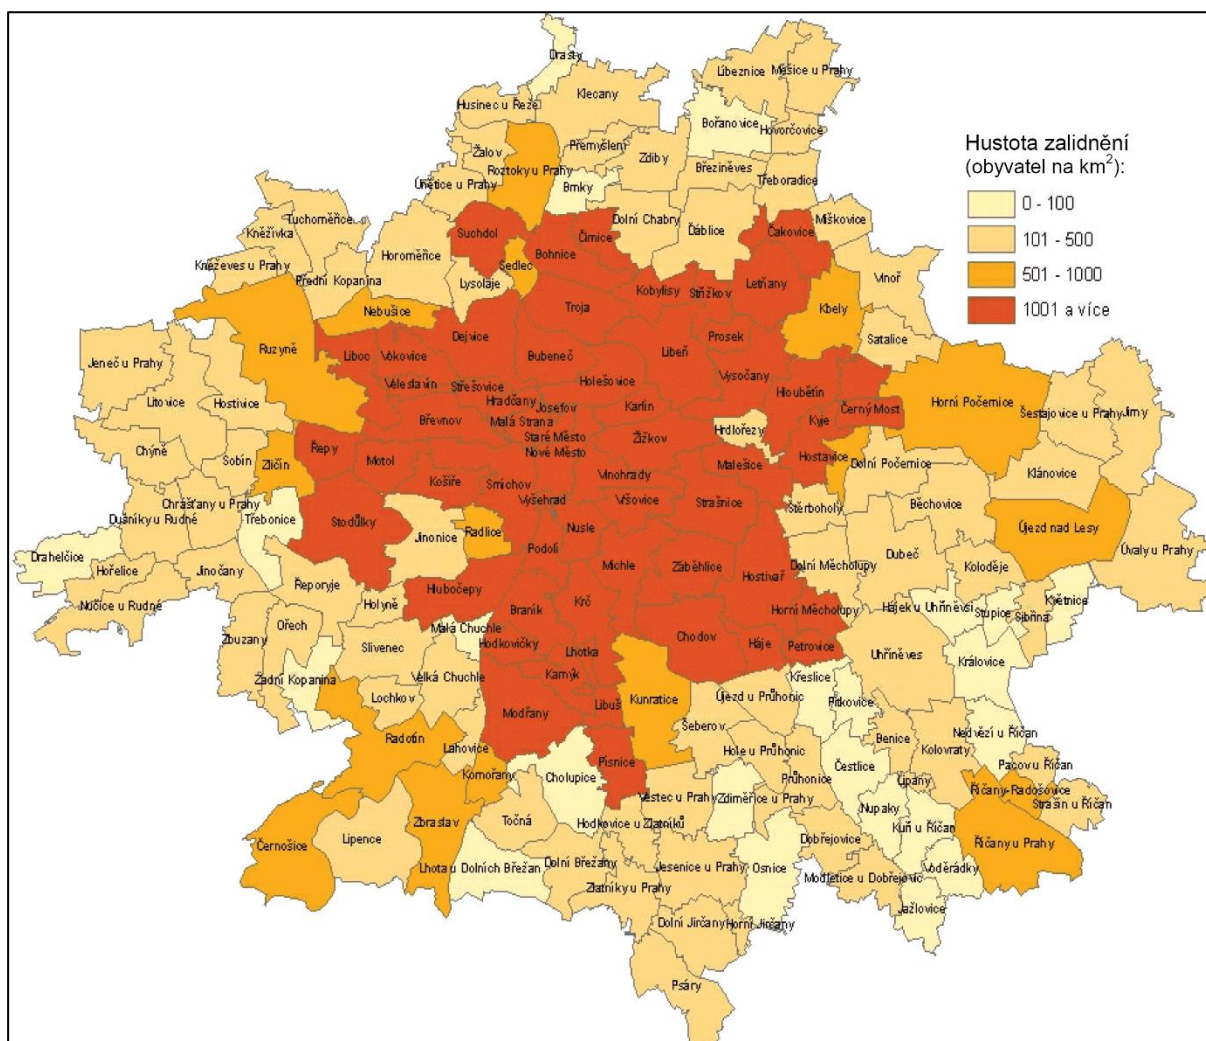 Drasty
Líbeznice
Měšice u Prahy
Klecany
Husinec u Řeže
Bořanovice
Hovorčovice
Hustota zalidnění
(obyvatel na km²):
0 - 100
101 - 500
501 - 1000
1001 a více
Přemyšlení
Žalov
Zdiby
Roztoky u Prahy
Březiněves
Únětice u Prahy
Brnky
Třeboradice
Tuchoměřice
Kněžívka
Dolní Chabry
Miškovice
Suchdol
Čimice
Ďáblice
Čakovice
Bohnice
Horoměřice
Sedlec
Vinoř
Kněževes u Prahy
Přední Kopanina
Lysolaje
Kobylisy
Střížkov
Letňany
Nebušice
Troja
Kbely
Dejvice
Prosek
Satalice
Ruzyně
Liboc
Vokovice
Bubeneč
Libeň
Jeneč u Prahy
Vysočany
Veleslavín
Střešovice
Holešovice
Hloubětín
Litovice
Hostivice
Hradčany
Josefov
Karlín
Horní Počernice
Šestajovice u Prahy
Jirny
Břevnov
Malá Strana
Kyje
Černý Most
Staré Město
Žižkov
Hrdlořezy
Chýně
Sobín
Řepy
Motol
Nové Město
Hostavice
Zličín
Malešice
Dolní Počernice
Klánovice
Košíře
Smíchov
Vinohrady
Chrášťany u Prahy
Vyšehrad
Vršovice
Strašnice
Štěrboholy
Běchovice
Dušníky u Rudné
Třebonice
Stodůlky
Nusle
Újezd nad Lesy
Jinonice
Radlice
Drahelčice
Podolí
Dubeč
Úvaly u Prahy
Hořelice
Jinočany
Michle
Záběhlice
Dolní Měcholupy
Koloděje
Řeporyje
Hlubočepy
Hostivař
Nučice u Rudné
Holyně
Braník
Krč
Horní Měcholupy
Hájek u Uhříněvsi
Stupice
Květnice
Sibřina
Ořech
Malá Chuchle
Zbuzany
Slivenec
Hodkovičky
Lhotka
Chodov
Háje
Petrovice
Uhříněves
Královice
Zadní Kopanina
Velká Chuchle
Kamýk
Křeslice
Lochkov
Kunratice
Újezd u Průhonic
Pitkovice
Modřany
Libuš
Šeberov
Nedvězí u Říčan
Radotín
Benice
Lahovice
Hole u Průhonic
Kolovraty
Písnice
Čestlice
Pacov u Říčan
Komořany
Cholupice
Průhonice
Lipany
Říčany-Radošovice
Vestec u Prahy
Zdiměřice u Prahy
Strašín u Říčan
Zbraslav
Točná
Hodkovice u Zlatníků
Nupaky
Kuří u Říčan
Černošice
Lipence
Dobřejovice
Říčany u Prahy
Lhota u Dolních Břežan
Dolní Břežany
Jesenice u Prahy
Osnice
Voděrádky
Zlatníky u Prahy
Modletice u Dobřejovic
Jažlovice
Dolní Jirčany
Horní Jirčany
Psáry